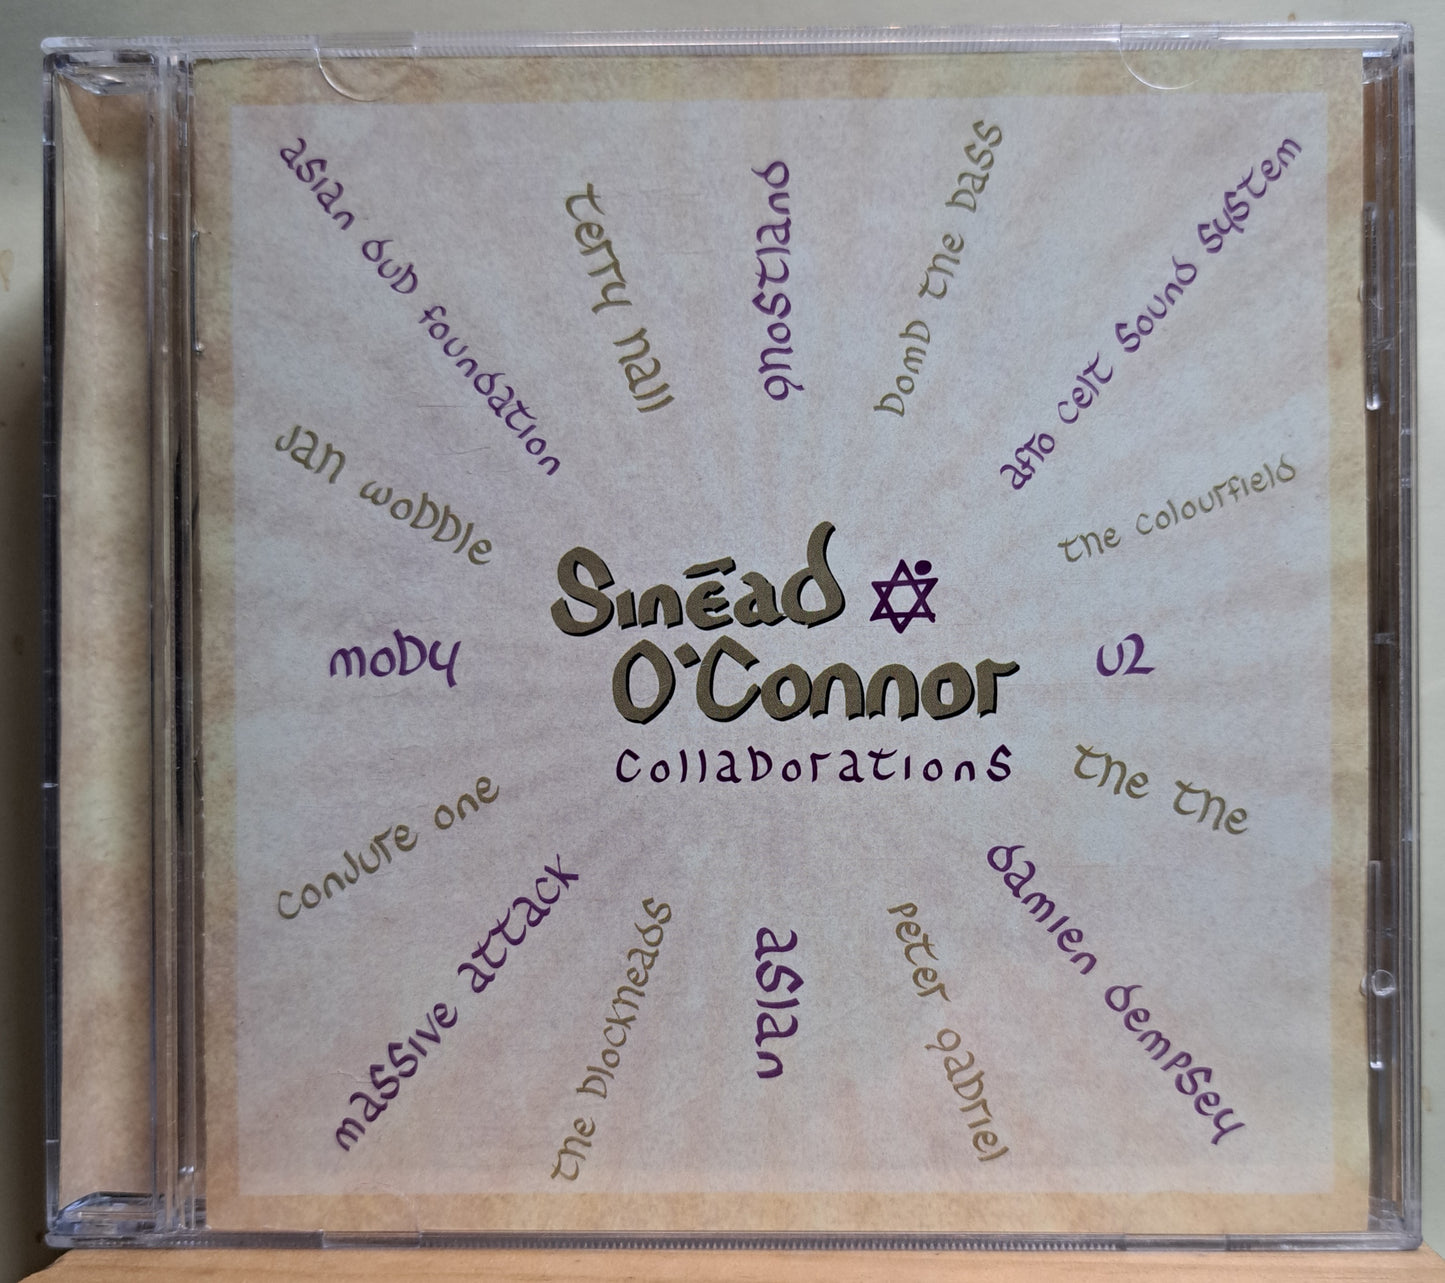 asian dub foundation
terry hall
ghostland
bomb the bass
afro celt sound system
jah wobble
the colourfield
Sinéad
O'Connor
collaborations
moby
u2
conjure one
the the
massive attack
the blockheads
asian
peter gabriel
damien dempsey